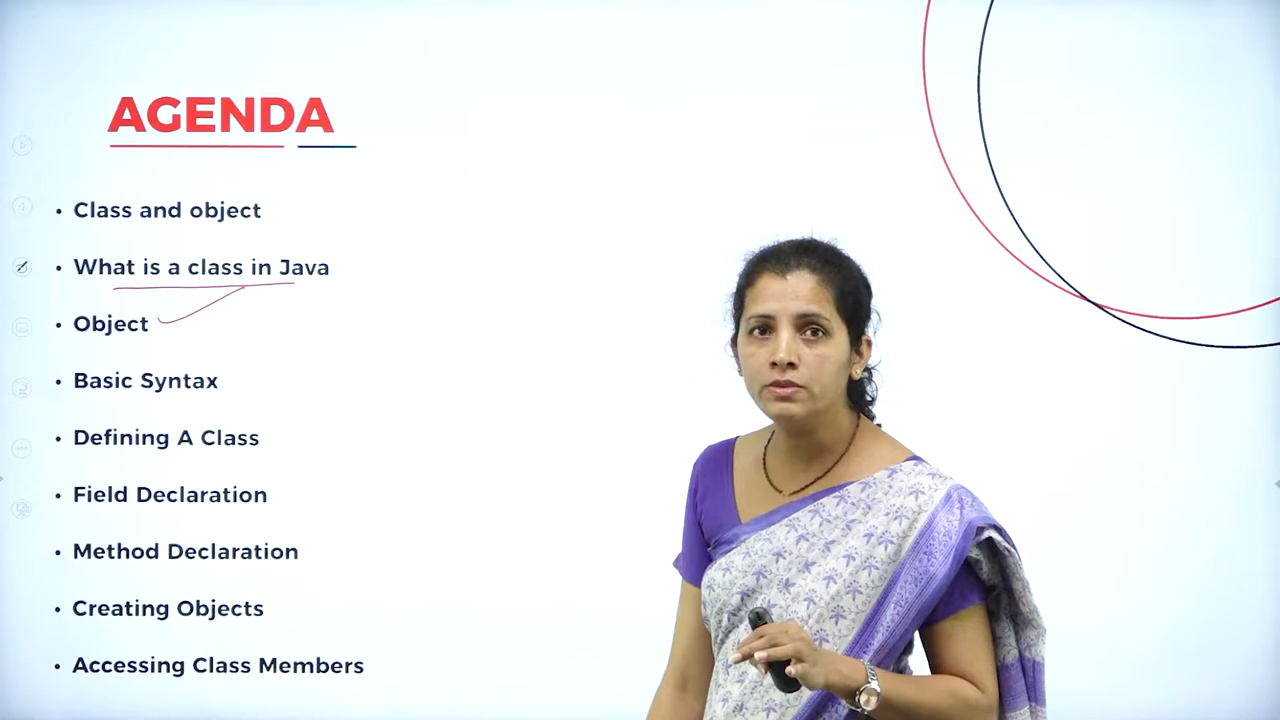 AGENDA
• Class and object
• What is a class in Java
• Object
• Basic Syntax
• Defining A Class
• Field Declaration
• Method Declaration
• Creating Objects
• Accessing Class Members